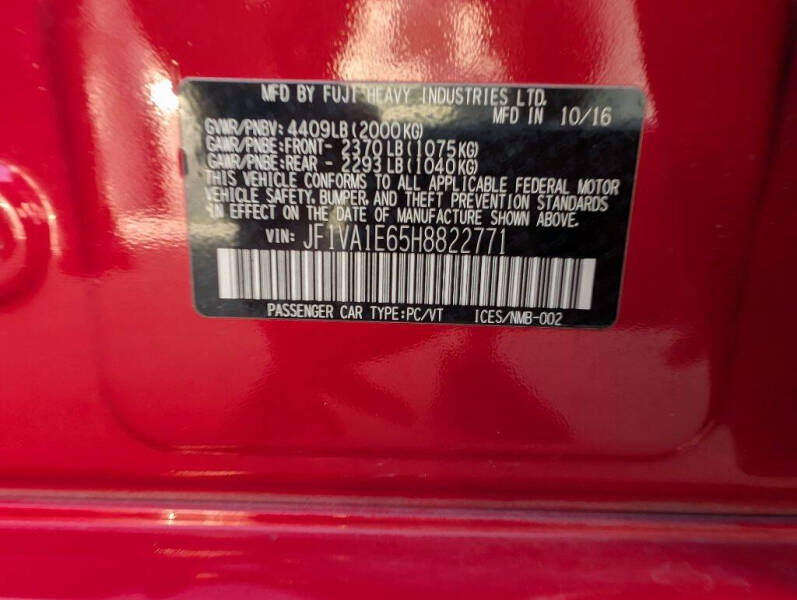 MFD BY FUJI HEAVY INDUSTRIES LTD.
MFD IN 10/16
GVWR/PNBV: 4409LB(2000KG)
GAWR/PNBE:FRONT- 2370LB(1075KG)
GAWR/PNBE:REAR - 2293LB(1040KG)
THIS VEHICLE CONFORMS TO ALL APPLICABLE FEDERAL MOTOR
VEHICLE SAFETY, BUMPER, AND THEFT PREVENTION STANDARDS
IN EFFECT ON THE DATE OF MANUFACTURE SHOWN ABOVE.
VIN: JF1VA1E65H8822771
PASSENGER CAR TYPE:PC/VT ICES/NMB-002